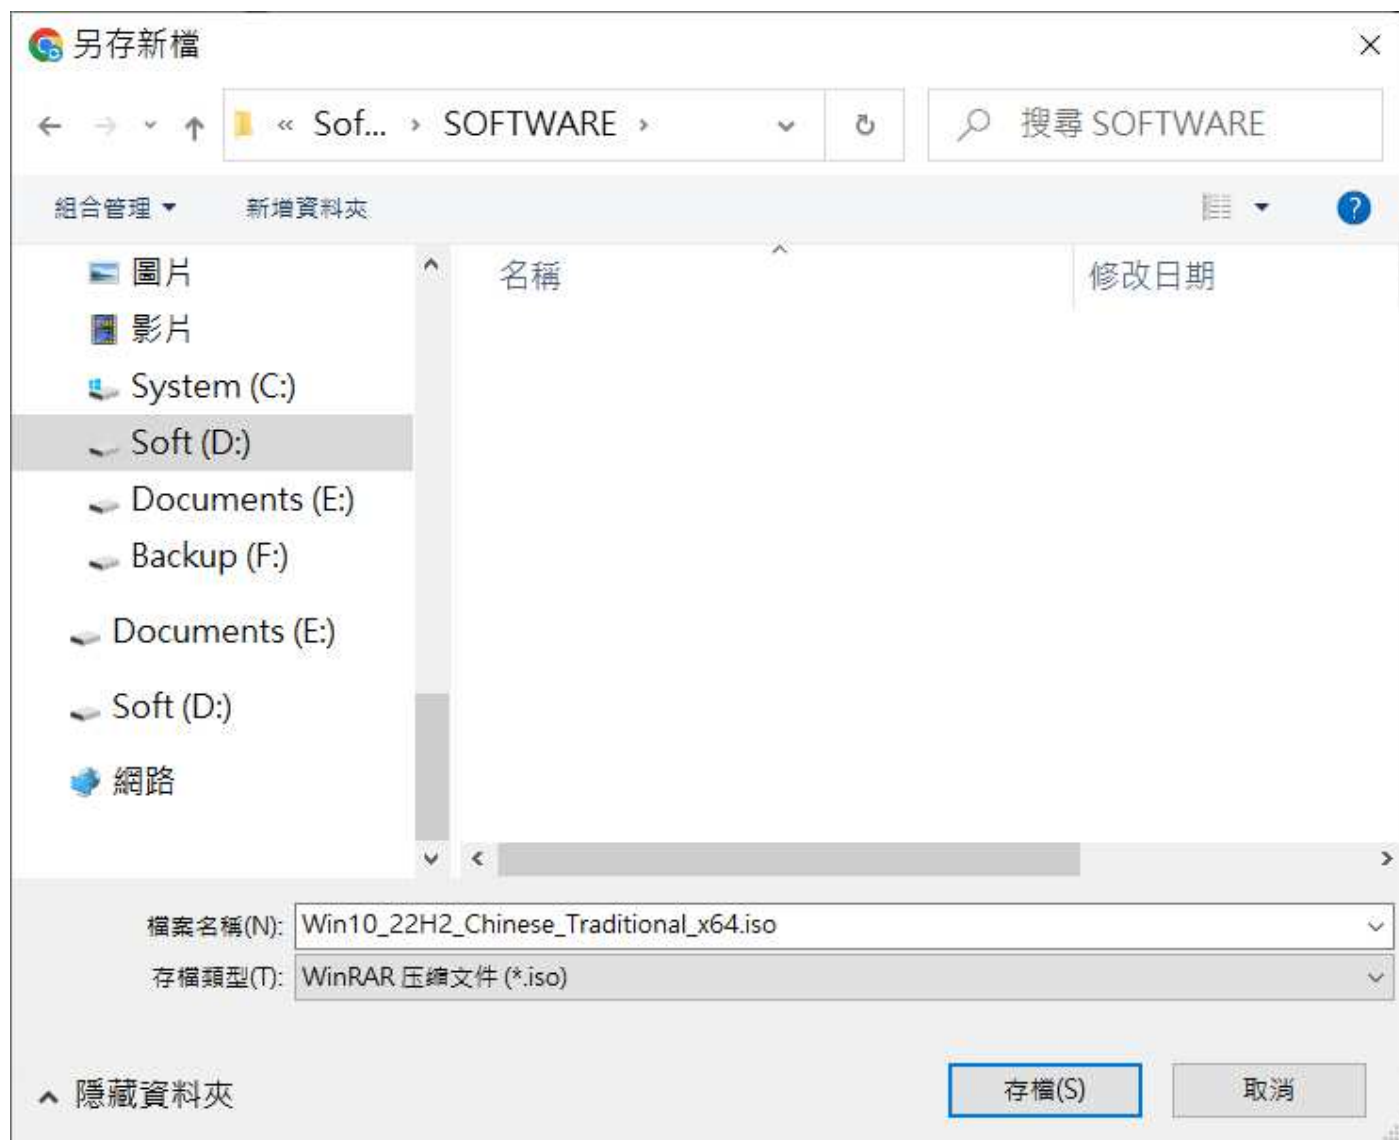 另存新檔
« Sof... › SOFTWARE ›
搜尋 SOFTWARE
組合管理 新增資料夾
?
名稱 修改日期
圖片
影片
System (C:)
Soft (D:)
Documents (E:)
Backup (F:)
Documents (E:)
Soft (D:)
網路
檔案名稱(N): Win10_22H2_Chinese_Traditional_x64.iso
存檔類型(T): WinRAR 压缩文件 (*.iso)
隱藏資料夾 存檔(S) 取消